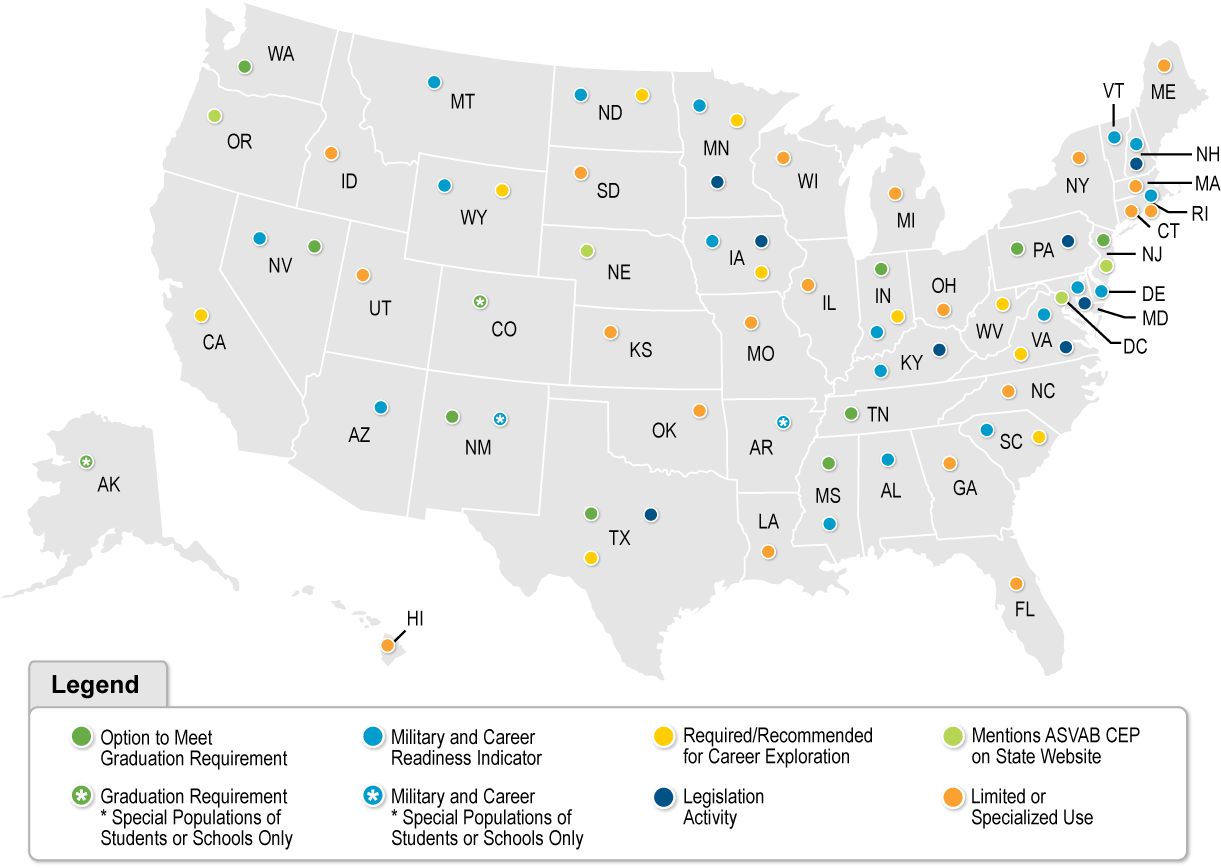 WA
MT
ND
MN
VT
ME
OR
ID
WY
SD
WI
MI
NY
NH
MA
RI
CT
NV
UT
CO
NE
IA
IL
IN
OH
PA
NJ
DE
MD
DC
CA
KS
MO
KY
WV
VA
AZ
NM
OK
AR
TN
NC
SC
AK
TX
LA
MS
AL
GA
FL
HI
Legend
Option to Meet
Graduation Requirement
Military and Career
Readiness Indicator
Required/Recommended
for Career Exploration
Mentions ASVAB CEP
on State Website
Graduation Requirement
* Special Populations of
Students or Schools Only
Military and Career
* Special Populations of
Students or Schools Only
Legislation
Activity
Limited or
Specialized Use